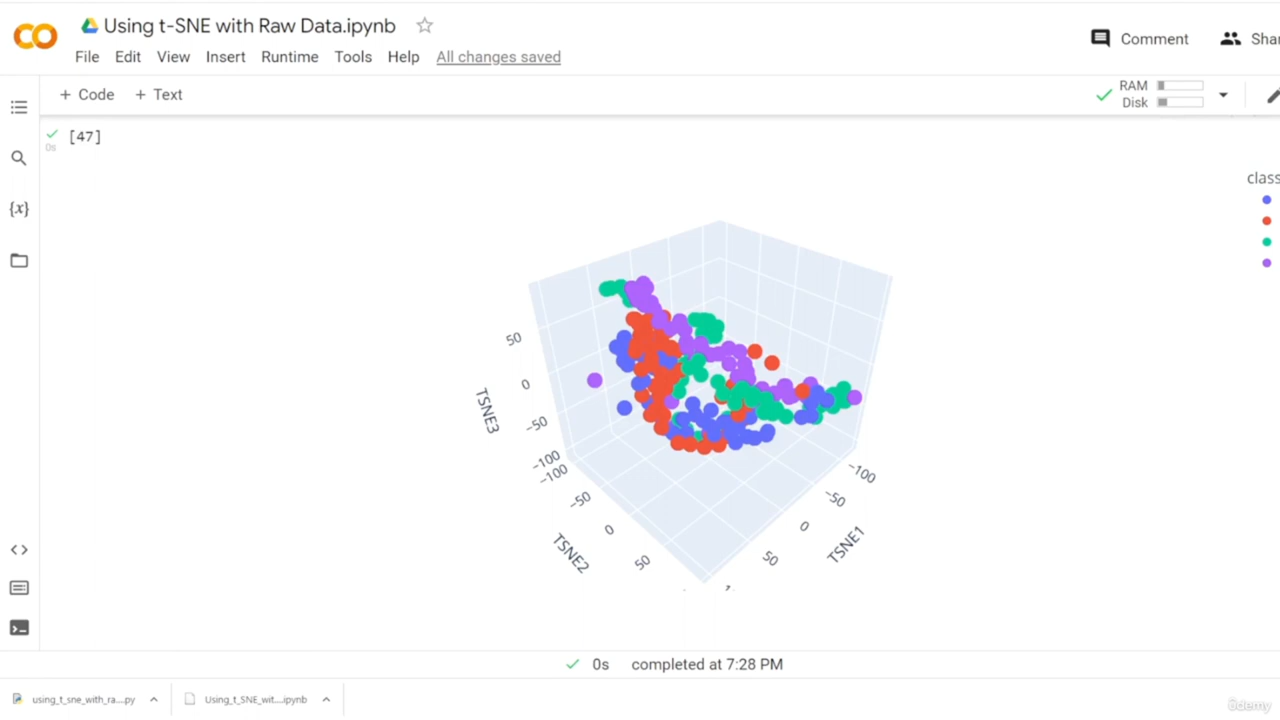 Using t-SNE with Raw Data.ipynb
Comment
File Edit View Insert Runtime Tools Help All changes saved
+ Code + Text
RAM
Disk
[47]
0s
{x}
class
50
0
-50
-100
TSNE3
-100
-50
0
50
TSNE2
-100
-50
0
50
TSNE1
0s completed at 7:28 PM
using_t_sne_with_ra....py
Using_t_SNE_wit....ipynb
ûdemy